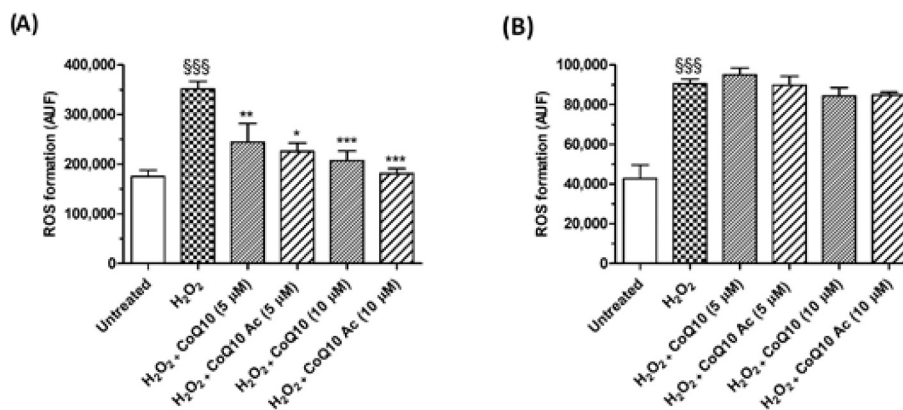 (A)
ROS formation (AUF)
400,000
300,000
200,000
100,000
0
§§§
**
*
***
***
Untreated
H₂O₂
H₂O₂ + CoQ10 (5 µM)
H₂O₂ + CoQ10 Ac (5 µM)
H₂O₂ + CoQ10 (10 µM)
H₂O₂ + CoQ10 Ac (10 µM)
(B)
ROS formation (AUF)
100,000
80,000
60,000
40,000
20,000
0
§§§
Untreated
H₂O₂
H₂O₂ + CoQ10 (5 µM)
H₂O₂ + CoQ10 Ac (5 µM)
H₂O₂ + CoQ10 (10 µM)
H₂O₂ + CoQ10 Ac (10 µM)